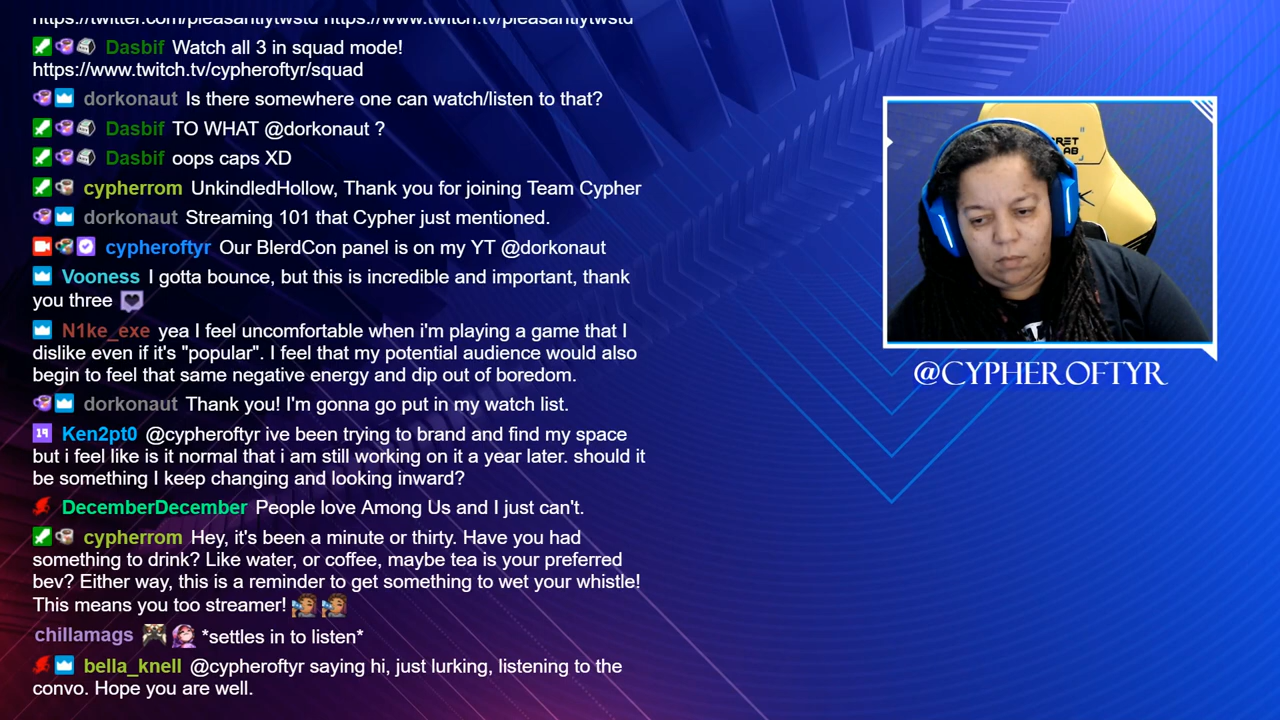 https://twitter.com/pleasantlytwstd https://www.twitch.tv/pleasantlytwstd
Dasbif Watch all 3 in squad mode!
https://www.twitch.tv/cypheroftyr/squad
dorkonaut Is there somewhere one can watch/listen to that?
Dasbif TO WHAT @dorkonaut ?
Dasbif oops caps XD
cypherrom UnkindledHollow, Thank you for joining Team Cypher
dorkonaut Streaming 101 that Cypher just mentioned.
cypheroftyr Our BlerdCon panel is on my YT @dorkonaut
Vooness I gotta bounce, but this is incredible and important, thank
you three
N1ke_exe yea I feel uncomfortable when i'm playing a game that I
dislike even if it's "popular". I feel that my potential audience would also
begin to feel that same negative energy and dip out of boredom.
dorkonaut Thank you! I'm gonna go put in my watch list.
19 Ken2pt0 @cypheroftyr ive been trying to brand and find my space
but i feel like is it normal that i am still working on it a year later. should it
be something I keep changing and looking inward?
DecemberDecember People love Among Us and I just can't.
cypherrom Hey, it's been a minute or thirty. Have you had
something to drink? Like water, or coffee, maybe tea is your preferred
bev? Either way, this is a reminder to get something to wet your whistle!
This means you too streamer!
chillamags *settles in to listen*
bella_knell @cypheroftyr saying hi, just lurking, listening to the
convo. Hope you are well.
@CYPHEROFTYR